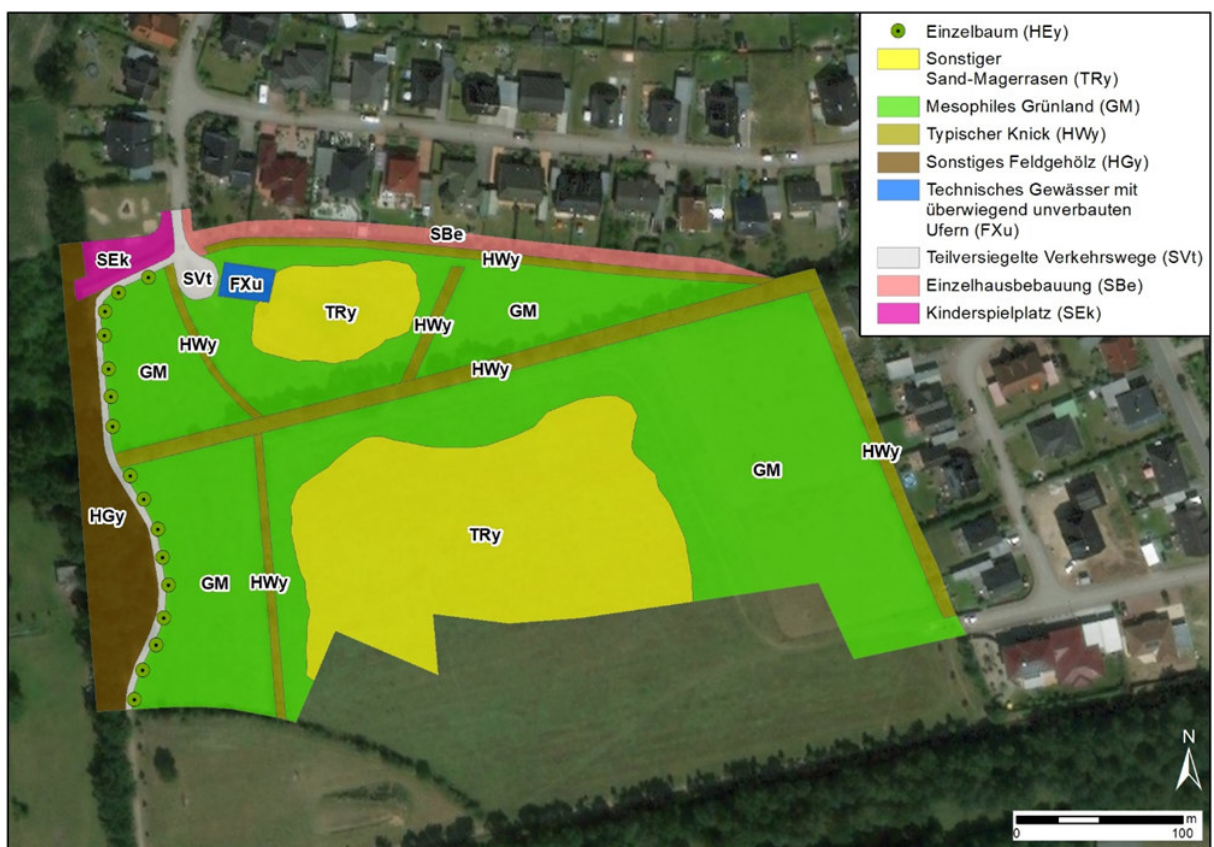 Einzelbaum (HEy)
Sonstiger
Sand-Magerrasen (TRy)
Mesophiles Grünland (GM)
Typischer Knick (HWy)
Sonstiges Feldgehölz (HGy)
Technisches Gewässer mit
überwiegend unverbauten
Ufern (FXu)
Teilversiegelte Verkehrswege (SVt)
Einzelhausbebauung (SBe)
Kinderspielplatz (SEk)
SBe
SEk
HWy
SVt
FXu
TRy
GM
HWy
HWy
GM
HWy
HWy
GM
HGy
TRy
GM
HWy
N
m
0
100